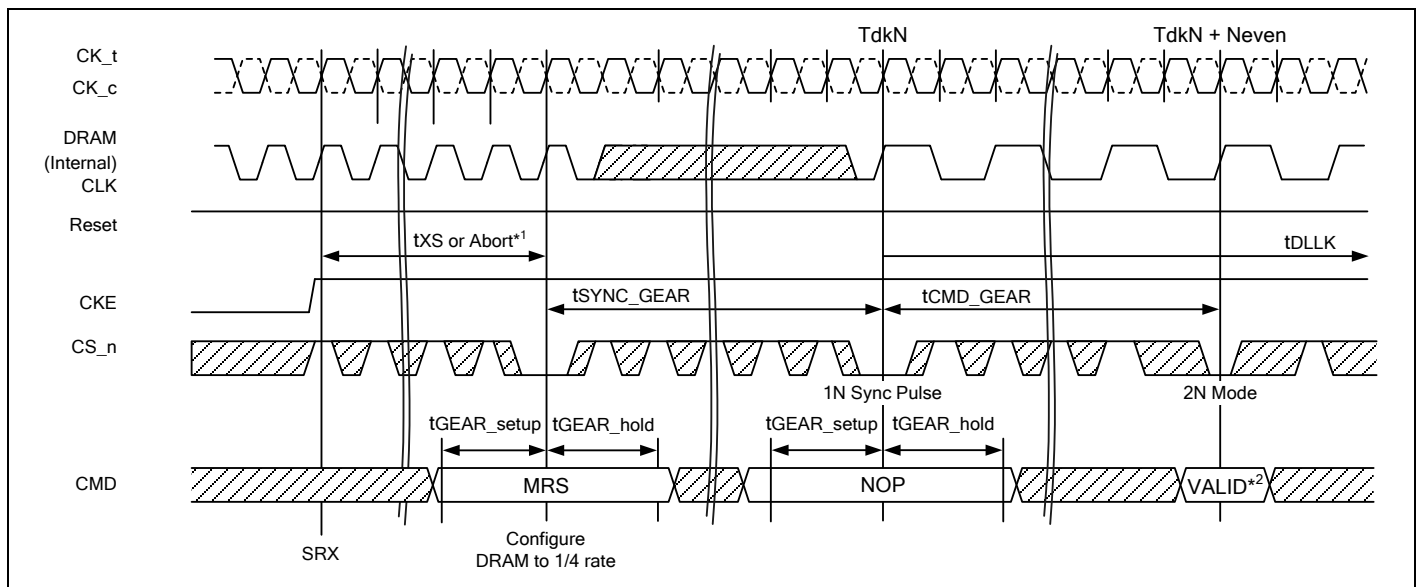 TdkN
TdkN + Neven
CK_t
CK_c
DRAM
(Internal)
CLK
Reset
tXS or Abort*1
tDLLK
CKE
tSYNC_GEAR
tCMD_GEAR
CS_n
1N Sync Pulse
2N Mode
tGEAR_setup
tGEAR_hold
tGEAR_setup
tGEAR_hold
CMD
MRS
NOP
VALID*2
SRX
Configure
DRAM to 1/4 rate